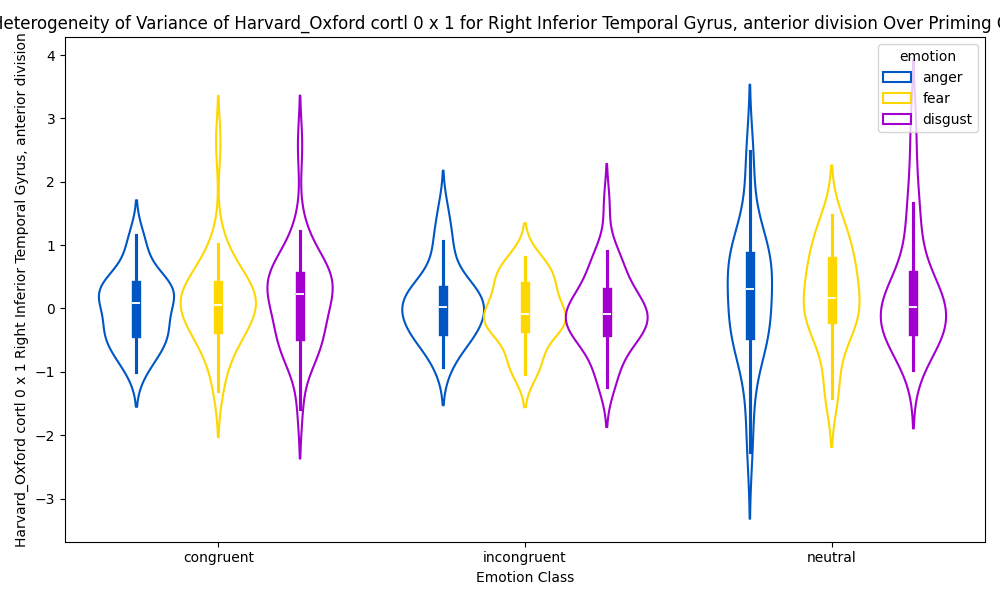 Heterogeneity of Variance of Harvard_Oxford cortl 0 x 1 for Right Inferior Temporal Gyrus, anterior division Over Priming
Harvard_Oxford cortl 0 x 1 Right Inferior Temporal Gyrus, anterior division
4
3
2
1
0
−1
−2
−3
emotion
anger
fear
disgust
congruent
incongruent
neutral
Emotion Class